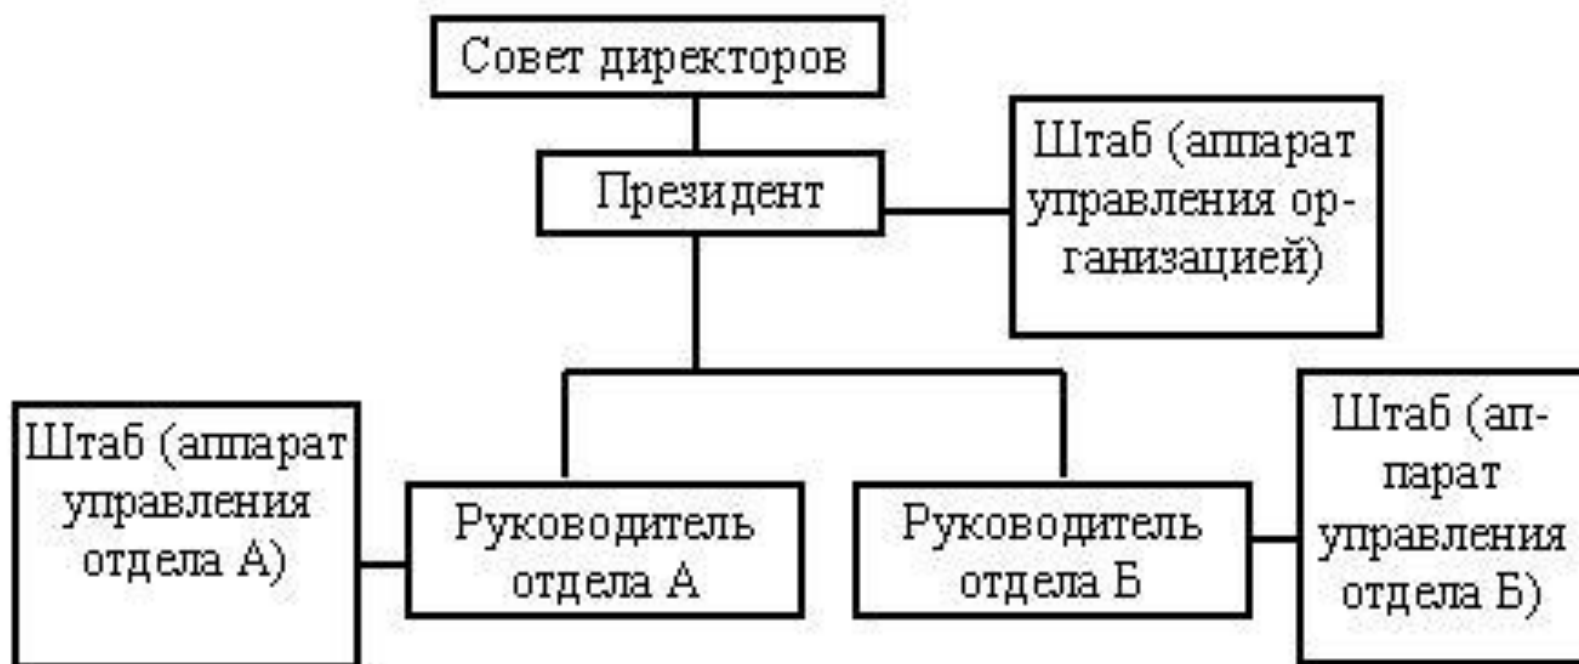 Совет директоров
Президент
Штаб (аппарат
управления ор-
ганизацией)
Штаб (аппарат
управления
отдела А)
Руководитель
отдела А
Руководитель
отдела Б
Штаб (ап-
парат
управления
отдела Б)